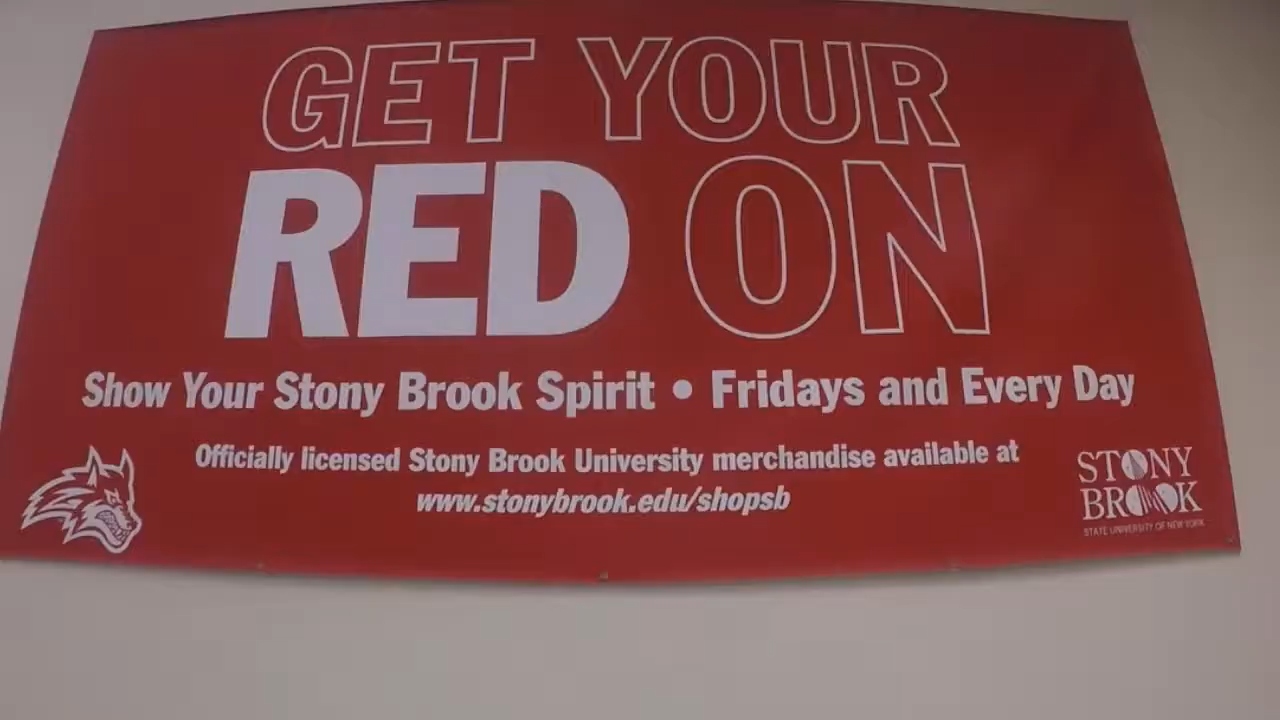 GET YOUR
RED ON
Show Your Stony Brook Spirit • Fridays and Every Day
Officially licensed Stony Brook University merchandise available at
www.stonybrook.edu/shopsb
STONY
BROOK
STATE UNIVERSITY OF NEW YORK